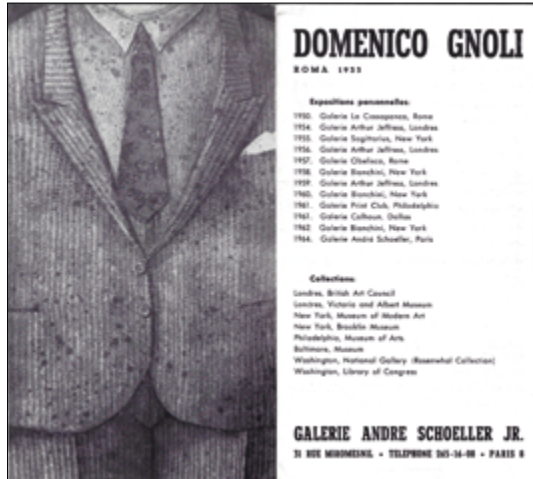 DOMENICO GNOLI
ROMA 1933
Expositions personnelles:
1950. Galerie La Cassapanca, Rome
1954. Galerie Arthur Jeffress, Londres
1955. Galerie Sagittarius, New York
1956. Galerie Arthur Jeffress, Londres
1957. Galerie Obelisco, Rome
1958. Galerie Bianchini, New York
1959. Galerie Arthur Jeffress, Londres
1960. Galerie Bianchini, New York
1961. Galerie Print Club, Philadelphia
1961. Galerie Calhoun, Dallas
1962 Galerie Bianchini, New York
1964. Galerie André Schoeller, Paris
Collections:
Londres, British Art Council
Londres, Victoria and Albert Museum
New York, Museum of Modern Art
New York, Brooklin Museum
Philadelphia, Museum of Arts
Baltimore, Museum
Washington, National Gallery (Rosenwhal Collection)
Washington, Library of Congress
GALERIE ANDRE SCHOELLER JR.
31 RUE MIROMESNIL • TELEPHONE 265-16-08 • PARIS 8